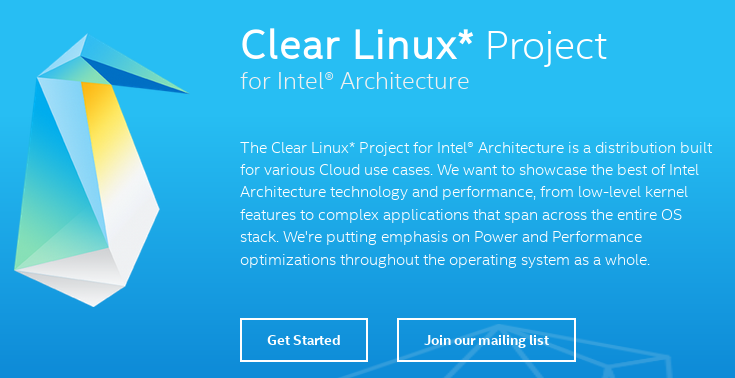 Clear Linux* Project
for Intel® Architecture
The Clear Linux* Project for Intel® Architecture is a distribution built
for various Cloud use cases. We want to showcase the best of Intel
Architecture technology and performance, from low-level kernel
features to complex applications that span across the entire OS
stack. We're putting emphasis on Power and Performance
optimizations throughout the operating system as a whole.
Get Started
Join our mailing list